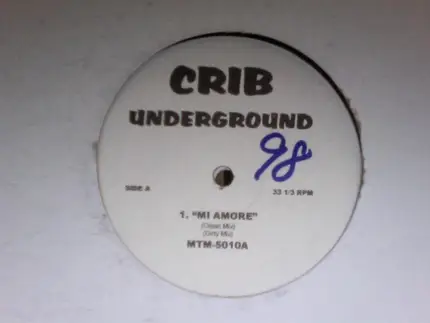 CRIB
UNDERGROUND
98
SIDE A
33 1/3 RPM
1. "MI AMORE"
(Clean Mix)
(Dirty Mix)
MTM-5010A